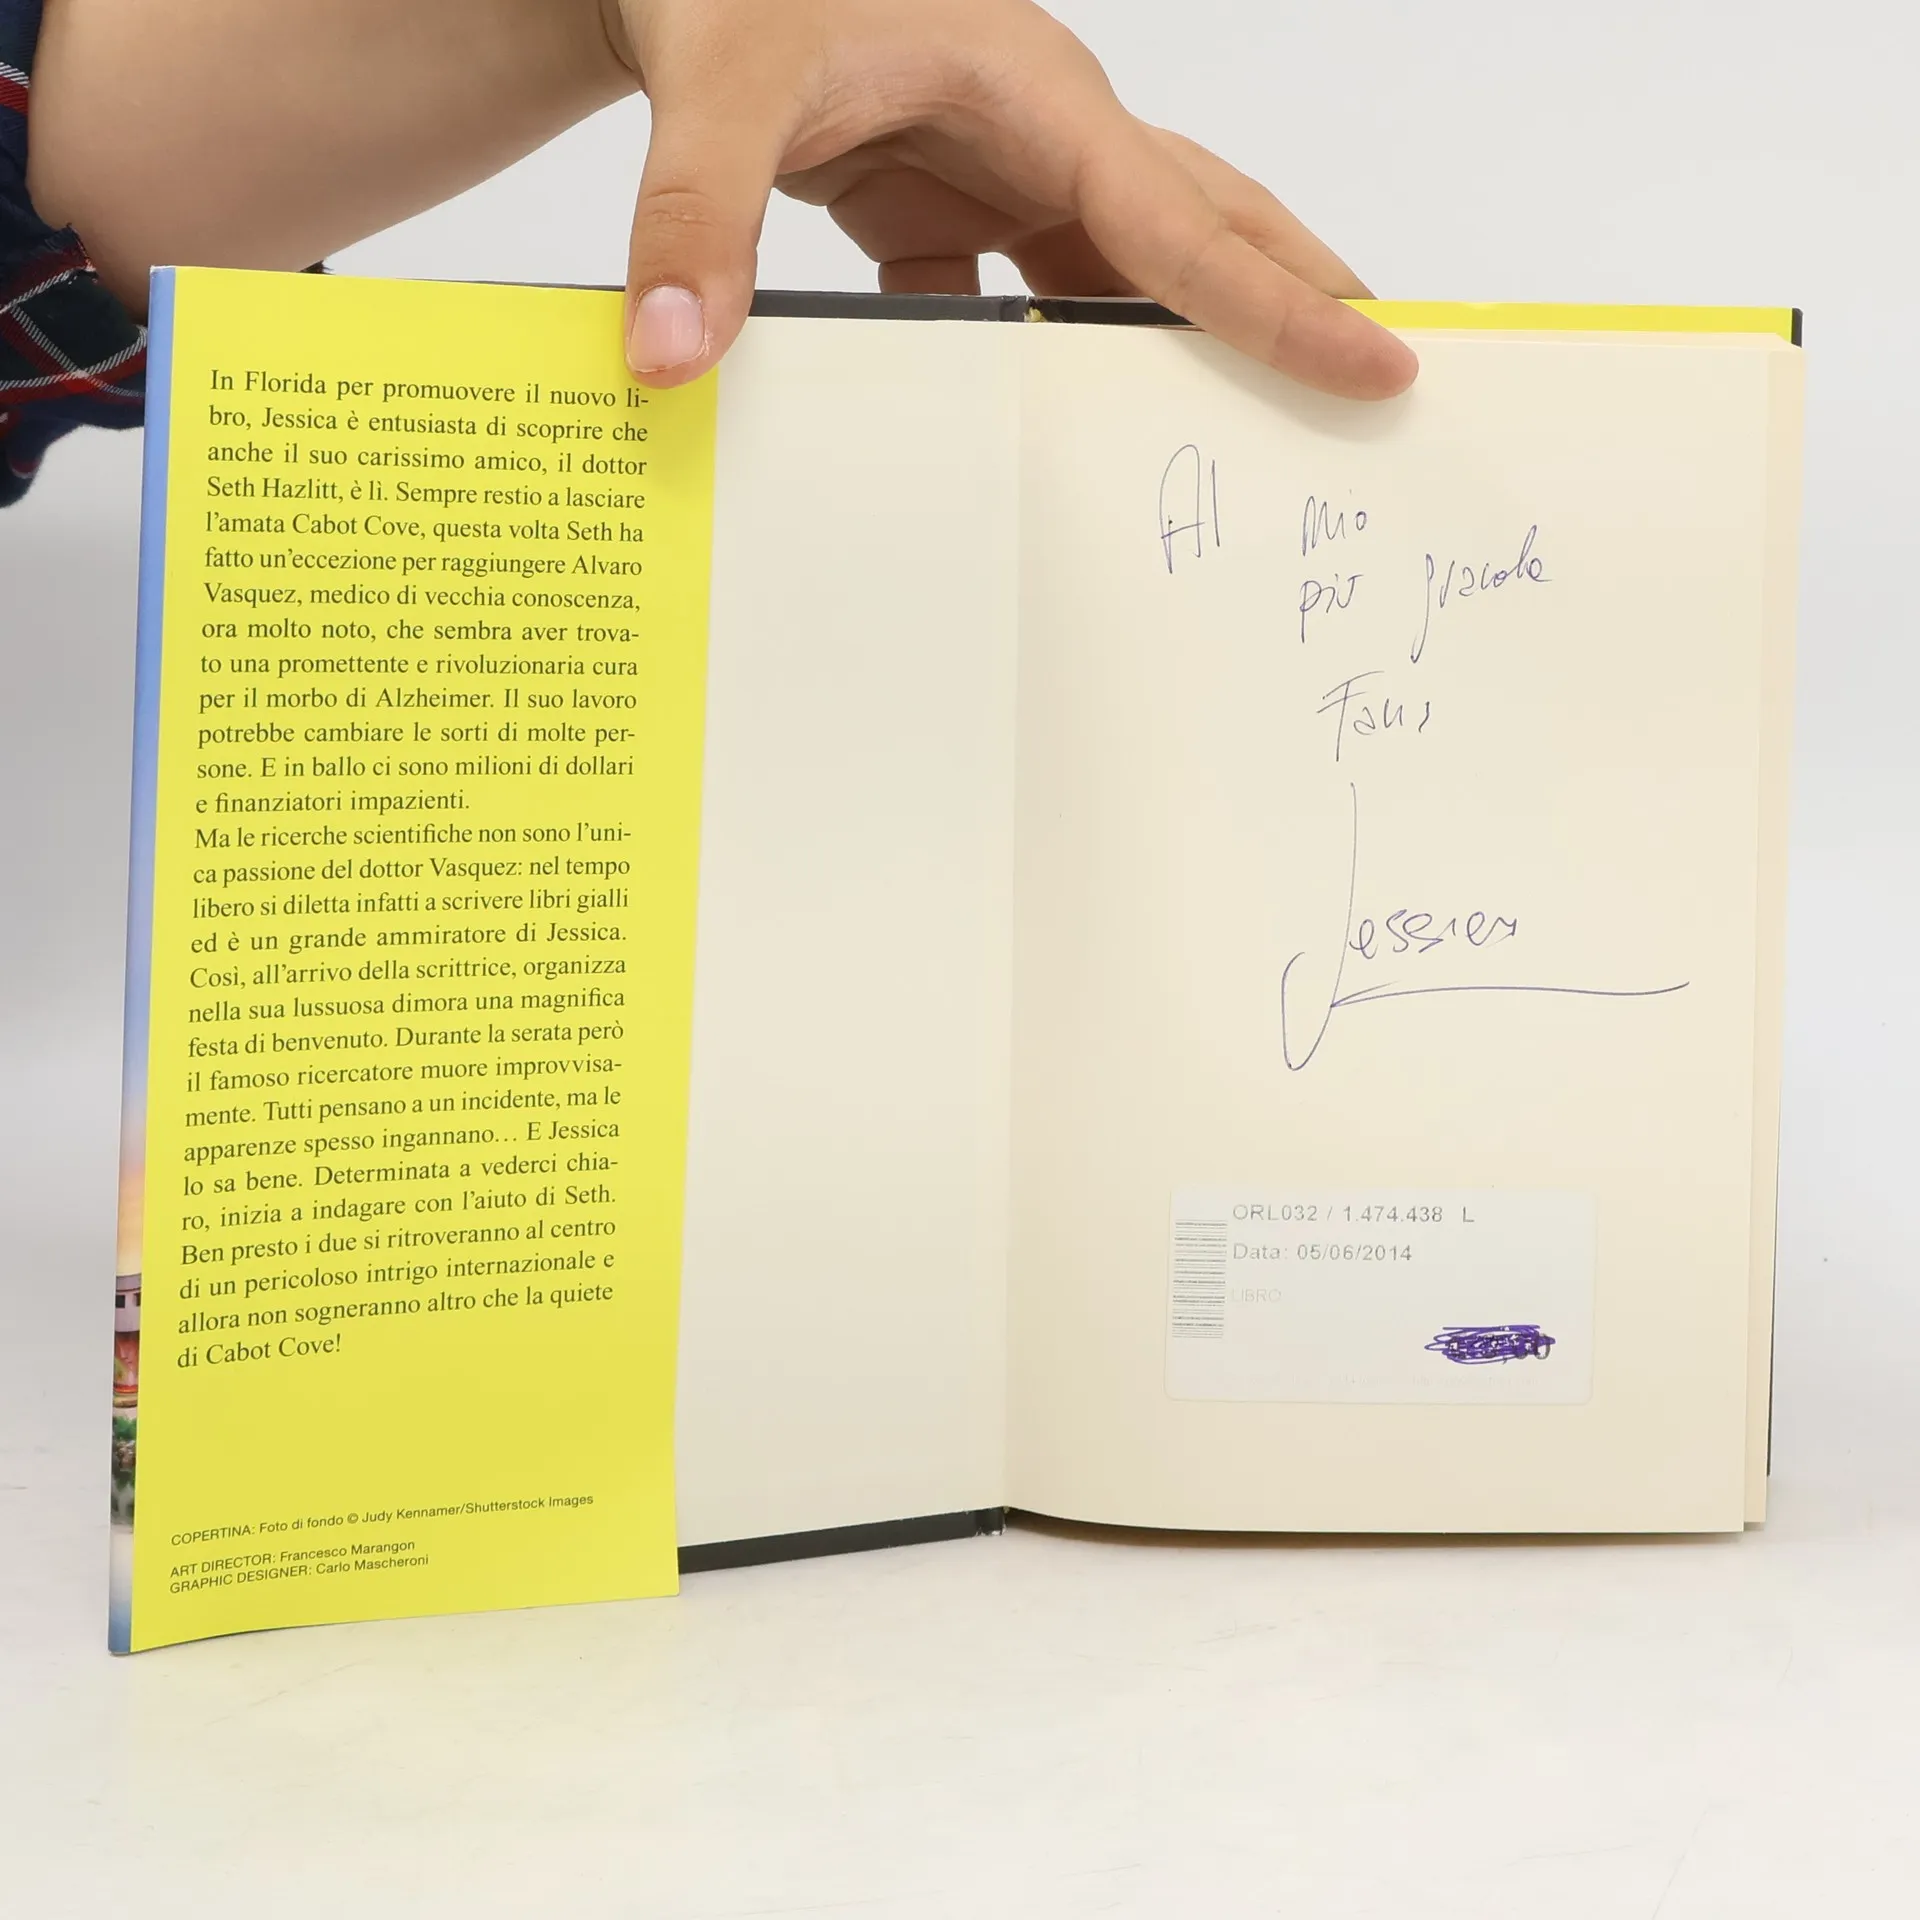 In Florida per promuovere il nuovo li-
bro, Jessica è entusiasta di scoprire che
anche il suo carissimo amico, il dottor
Seth Hazlitt, è lì. Sempre restio a lasciare
l'amata Cabot Cove, questa volta Seth ha
fatto un'eccezione per raggiungere Alvaro
Vasquez, medico di vecchia conoscenza,
ora molto noto, che sembra aver trova-
to una promettente e rivoluzionaria cura
per il morbo di Alzheimer. Il suo lavoro
potrebbe cambiare le sorti di molte per-
sone. E in ballo ci sono milioni di dollari
e finanziatori impazienti.
Ma le ricerche scientifiche non sono l'uni-
ca passione del dottor Vasquez: nel tempo
libero si diletta infatti a scrivere libri gialli
ed è un grande ammiratore di Jessica.
Così, all'arrivo della scrittrice, organizza
nella sua lussuosa dimora una magnifica
festa di benvenuto. Durante la serata però
il famoso ricercatore muore improvvisa-
mente. Tutti pensano a un incidente, ma le
apparenze spesso ingannano… E Jessica
lo sa bene. Determinata a vederci chia-
ro, inizia a indagare con l'aiuto di Seth.
Ben presto i due si ritroveranno al centro
di un pericoloso intrigo internazionale e
allora non sogneranno altro che la quiete
di Cabot Cove!
COPERTINA: Foto di fondo © Judy Kennamer/Shutterstock Images
ART DIRECTOR: Francesco Marangon
GRAPHIC DESIGNER: Carlo Mascheroni
Al mio
più
Fans
ORL032 / 1.474.438 L
Data: 05/06/2014
LIBRO